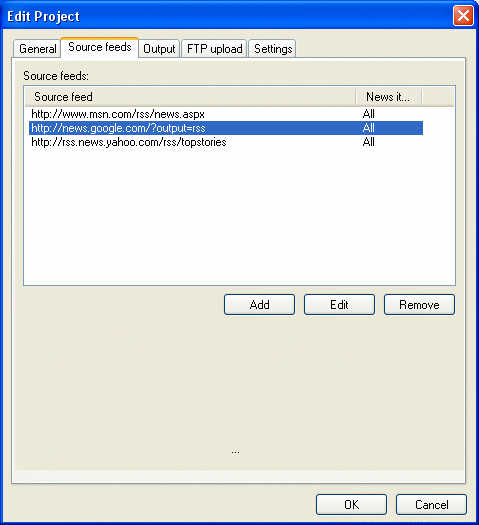 Edit Project
General Source feeds Output FTP upload Settings
Source feeds:
Source feed News it...
http://www.msn.com/rss/news.aspx All
http://news.google.com/?output=rss All
http://rss.news.yahoo.com/rss/topstories All
Add Edit Remove
...
OK Cancel